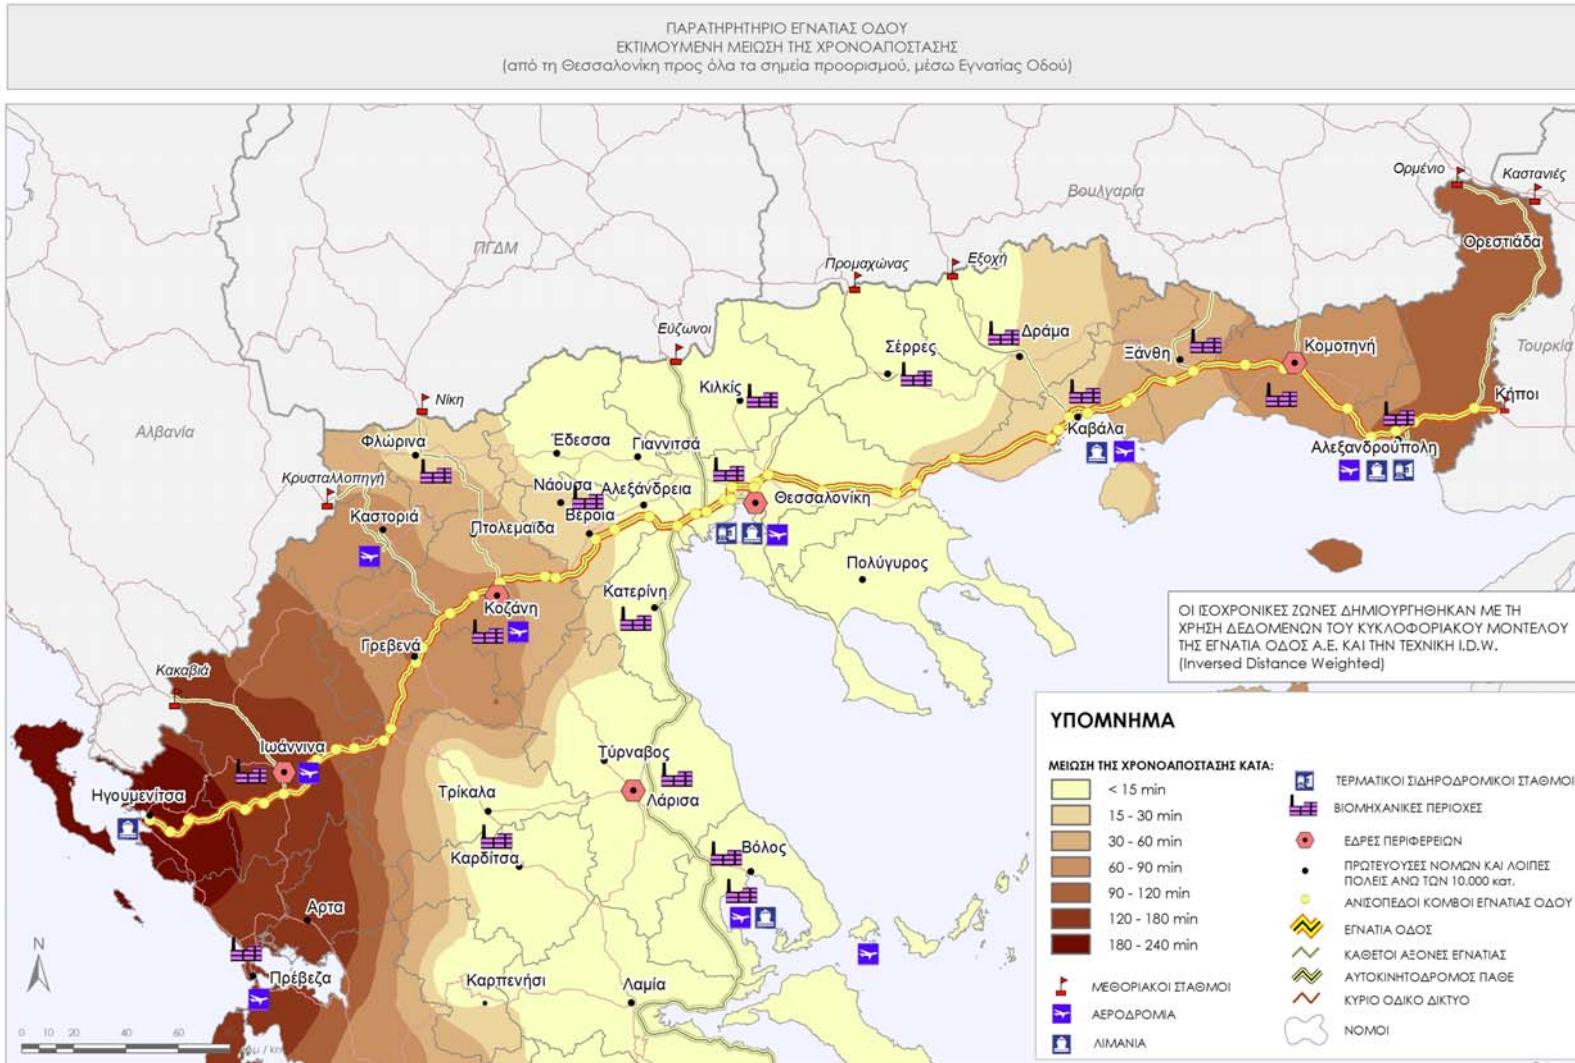 ΠΑΡΑΤΗΡΗΤΗΡΙΟ ΕΓΝΑΤΙΑΣ ΟΔΟΥ
ΕΚΤΙΜΟΥΜΕΝΗ ΜΕΙΩΣΗ ΤΗΣ ΧΡΟΝΟΑΠΟΣΤΑΣΗΣ
(από τη Θεσσαλονίκη προς όλα τα σημεία προορισμού, μέσω Εγνατίας Οδού)
Ορμένιο
Καστανιές
Βουλγαρία
ΠΓΔΜ
Ορεστιάδα
Προμαχώνας
Εξοχή
Εύζωνοι
Δράμα
Σέρρες
Ξάνθη
Κομοτηνή
Τουρκία
Κιλκίς
Νίκη
Κήποι
Αλβανία
Καβάλα
Φλώρινα
Έδεσσα
Γιαννιτσά
Αλεξανδρούπολη
Κρυσταλλοπηγή
Νάουσα
Αλεξάνδρεια
Θεσσαλονίκη
Καστοριά
Πτολεμαΐδα
Βέροια
Πολύγυρος
Κατερίνη
Κοζάνη
Γρεβενά
Κακαβιά
Ιωάννινα
Τύρναβος
Ηγουμενίτσα
Τρίκαλα
Λάρισα
Καρδίτσα
Βόλος
Άρτα
Πρέβεζα
Καρπενήσι
Λαμία
N
0 10 20 40 60
ΟΙ ΙΣΟΧΡΟΝΙΚΕΣ ΖΩΝΕΣ ΔΗΜΙΟΥΡΓΗΘΗΚΑΝ ΜΕ ΤΗ
ΧΡΗΣΗ ΔΕΔΟΜΕΝΩΝ ΤΟΥ ΚΥΚΛΟΦΟΡΙΑΚΟΥ ΜΟΝΤΕΛΟΥ
ΤΗΣ ΕΓΝΑΤΙΑ ΟΔΟΣ Α.Ε. ΚΑΙ ΤΗΝ ΤΕΧΝΙΚΗ I.D.W.
(Inversed Distance Weighted)
ΥΠΟΜΝΗΜΑ
ΜΕΙΩΣΗ ΤΗΣ ΧΡΟΝΟΑΠΟΣΤΑΣΗΣ ΚΑΤΑ:
< 15 min
15 - 30 min
30 - 60 min
60 - 90 min
90 - 120 min
120 - 180 min
180 - 240 min
ΜΕΘΟΡΙΑΚΟΙ ΣΤΑΘΜΟΙ
ΑΕΡΟΔΡΟΜΙΑ
ΛΙΜΑΝΙΑ
ΤΕΡΜΑΤΙΚΟΙ ΣΙΔΗΡΟΔΡΟΜΙΚΟΙ ΣΤΑΘΜΟΙ
ΒΙΟΜΗΧΑΝΙΚΕΣ ΠΕΡΙΟΧΕΣ
ΕΔΡΕΣ ΠΕΡΙΦΕΡΕΙΩΝ
ΠΡΩΤΕΥΟΥΣΕΣ ΝΟΜΩΝ ΚΑΙ ΛΟΙΠΕΣ
ΠΟΛΕΙΣ ΑΝΩ ΤΩΝ 10.000 κατ.
ΑΝΙΣΟΠΕΔΟΙ ΚΟΜΒΟΙ ΕΓΝΑΤΙΑΣ ΟΔΟΥ
ΕΓΝΑΤΙΑ ΟΔΟΣ
ΚΑΘΕΤΟΙ ΑΞΟΝΕΣ ΕΓΝΑΤΙΑΣ
ΑΥΤΟΚΙΝΗΤΟΔΡΟΜΟΣ ΠΑΘΕ
ΚΥΡΙΟ ΟΔΙΚΟ ΔΙΚΤΥΟ
ΝΟΜΟΙ